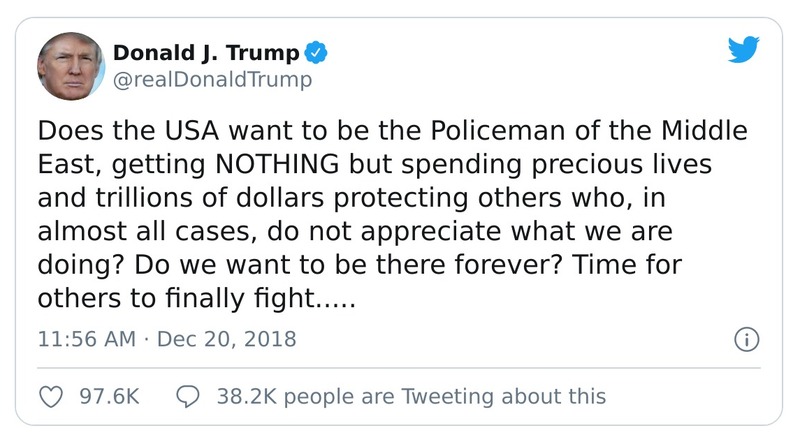 Donald J. Trump
@realDonaldTrump
Does the USA want to be the Policeman of the Middle
East, getting NOTHING but spending precious lives
and trillions of dollars protecting others who, in
almost all cases, do not appreciate what we are
doing? Do we want to be there forever? Time for
others to finally fight.....
11:56 AM · Dec 20, 2018
97.6K 38.2K people are Tweeting about this